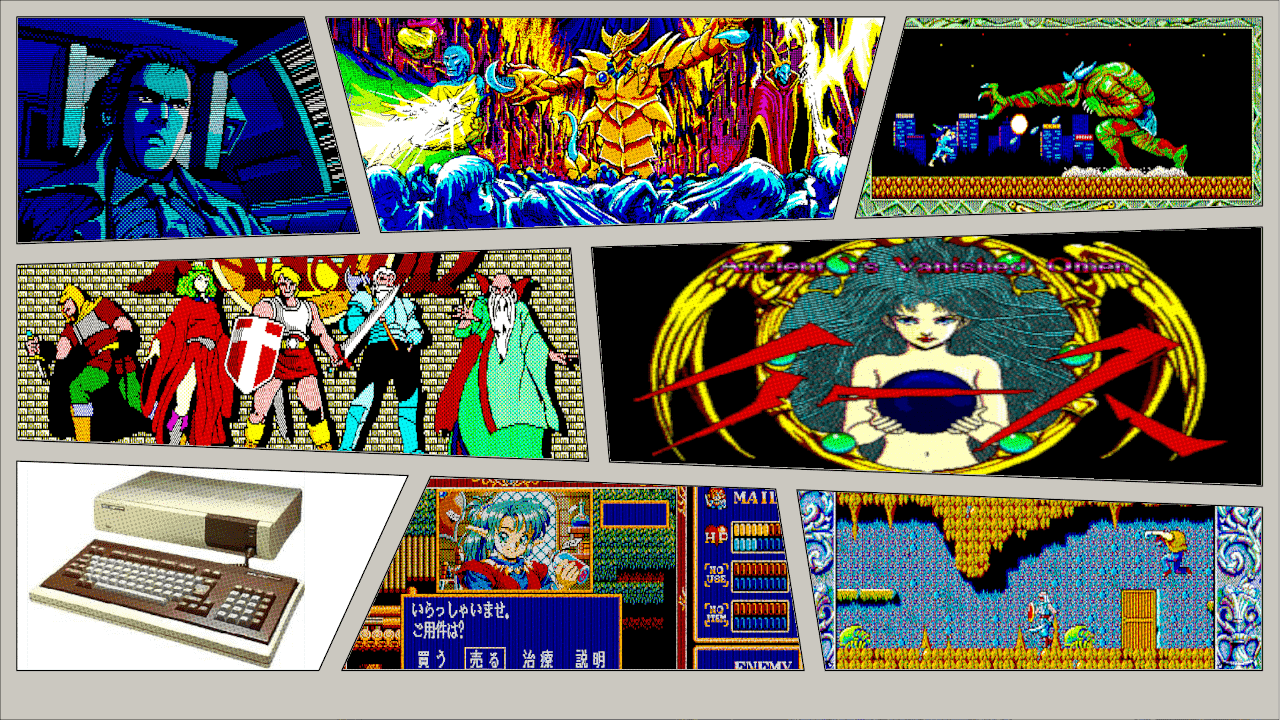 Ancient Ys Vanished Omen
MAIL
HP
いらっしゃいませ。
ご用件は?
NO
USE
買う 売る 治療 説明
NO
ENEMY